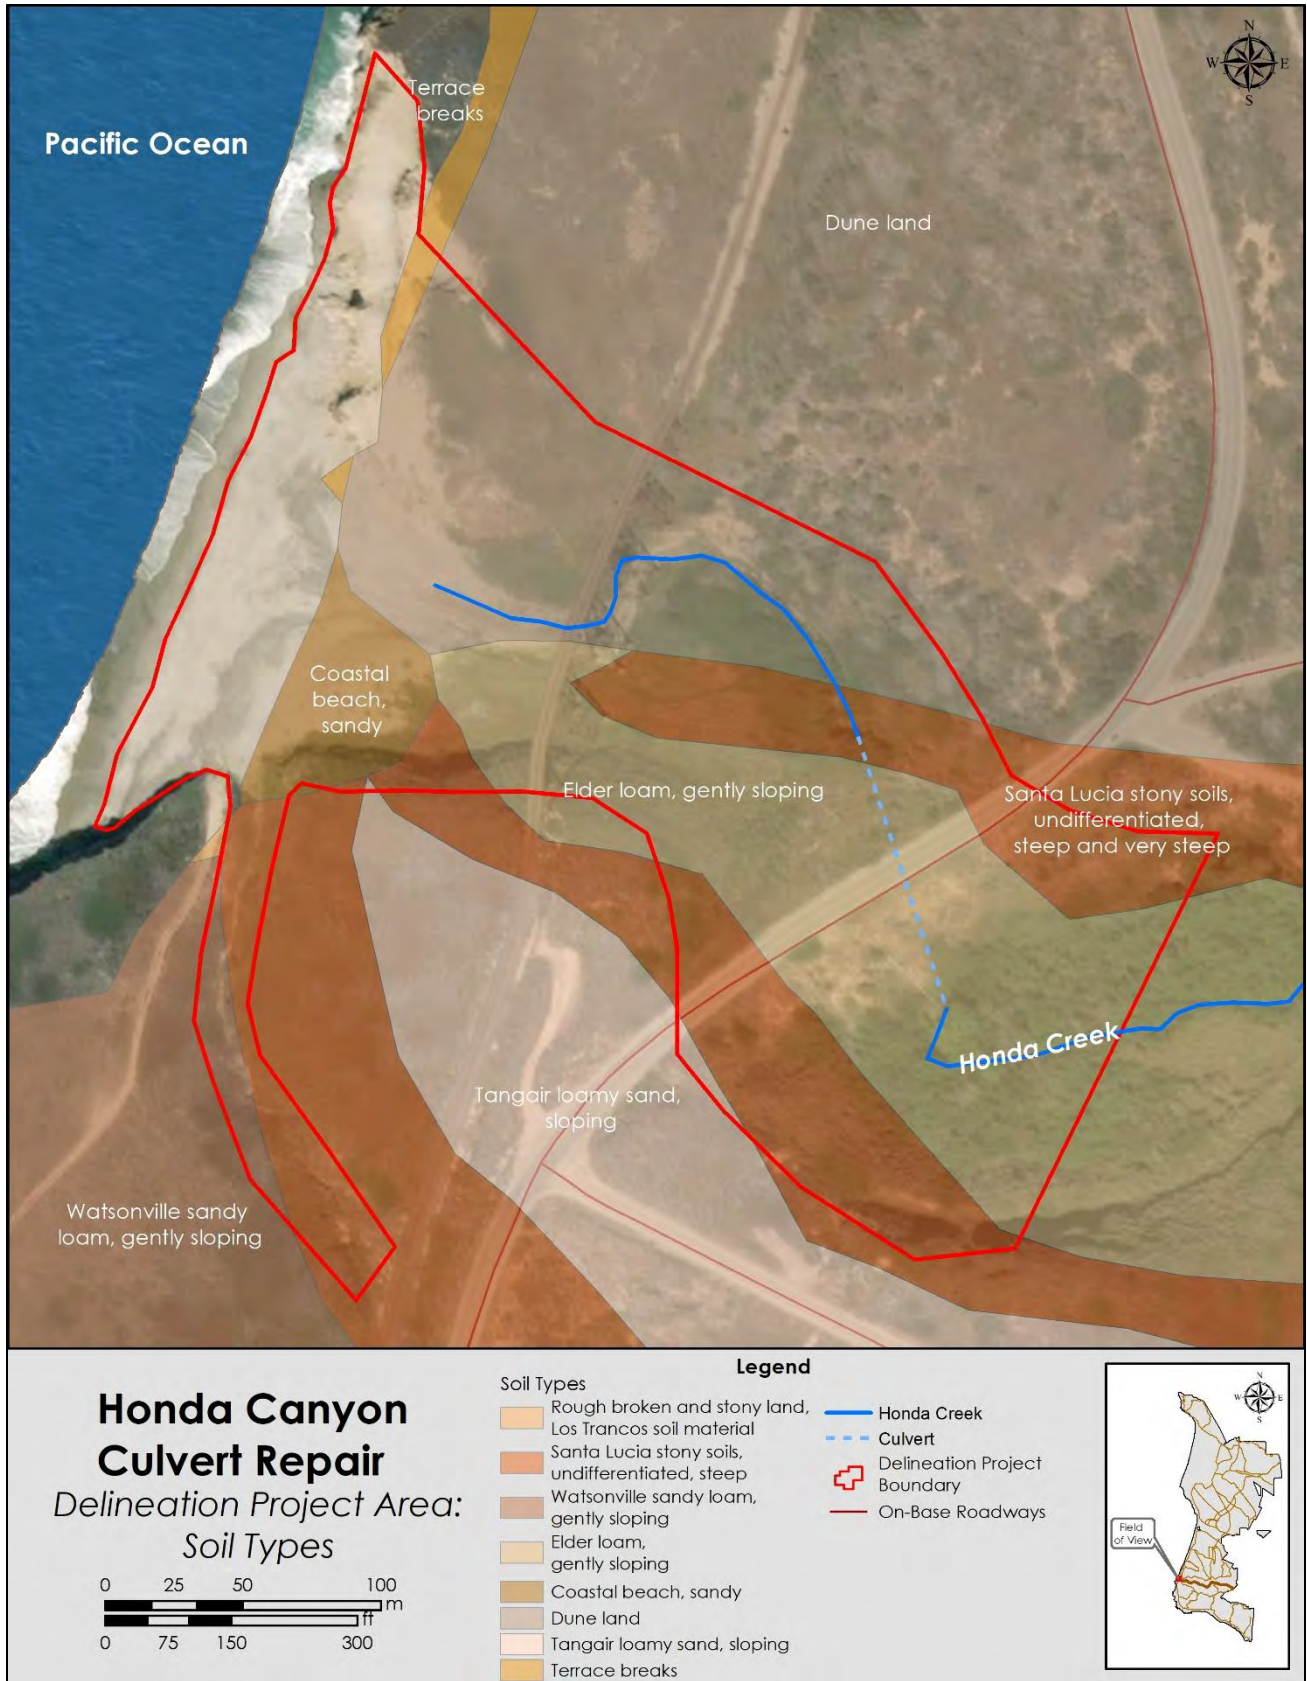 N
W E
S
Terrace
breaks
Pacific Ocean
Dune land
Coastal
beach,
sandy
Elder loam, gently sloping
Santa Lucia stony soils,
undifferentiated,
steep and very steep
Honda Creek
Tangair loamy sand,
sloping
Watsonville sandy
loam, gently sloping
Honda Canyon
Culvert Repair
Delineation Project Area:
Soil Types
0 25 50 100
m
ft
0 75 150 300
Legend
Soil Types
Rough broken and stony land,
Los Trancos soil material
Santa Lucia stony soils,
undifferentiated, steep
Watsonville sandy loam,
gently sloping
Elder loam,
gently sloping
Coastal beach, sandy
Dune land
Tangair loamy sand, sloping
Terrace breaks
Honda Creek
Culvert
Delineation Project
Boundary
On-Base Roadways
N
W E
S
Field
of View